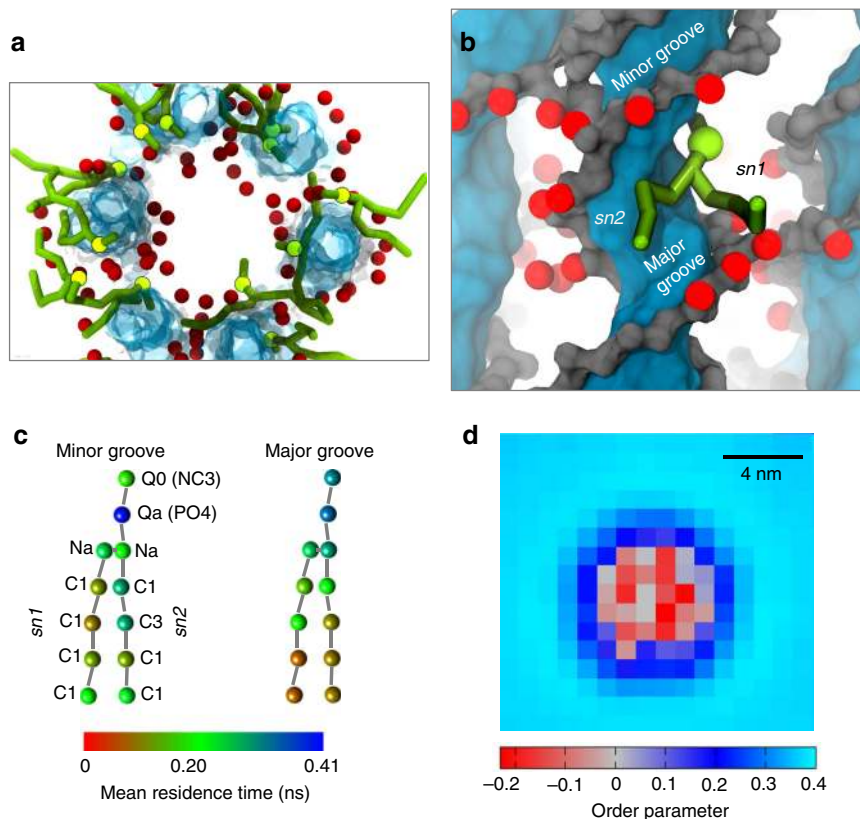 a
b
Minor groove
sn1
sn2
Major
groove
c
Minor groove
Major groove
Q0 (NC3)
Qa (PO4)
Na
Na
C1
C1
C1
C3
C1
C1
C1
C1
sn1
sn2
0
0.20
0.41
Mean residence time (ns)
d
4 nm
−0.2
−0.1
0
0.1
0.2
0.3
0.4
Order parameter